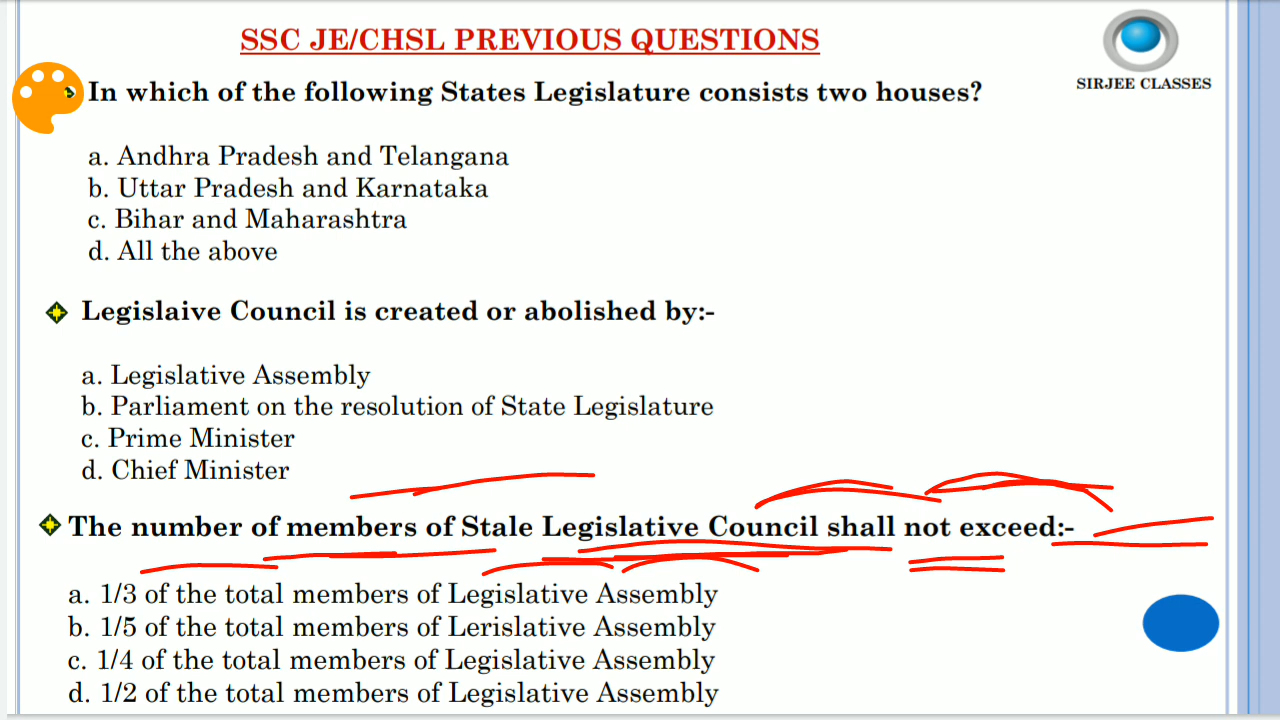 SSC JE/CHSL PREVIOUS QUESTIONS
SIRJEE CLASSES
In which of the following States Legislature consists two houses?
a. Andhra Pradesh and Telangana
b. Uttar Pradesh and Karnataka
c. Bihar and Maharashtra
d. All the above
Legislaive Council is created or abolished by:-
a. Legislative Assembly
b. Parliament on the resolution of State Legislature
c. Prime Minister
d. Chief Minister
The number of members of Stale Legislative Council shall not exceed:-
a. 1/3 of the total members of Legislative Assembly
b. 1/5 of the total members of Lerislative Assembly
c. 1/4 of the total members of Legislative Assembly
d. 1/2 of the total members of Legislative Assembly